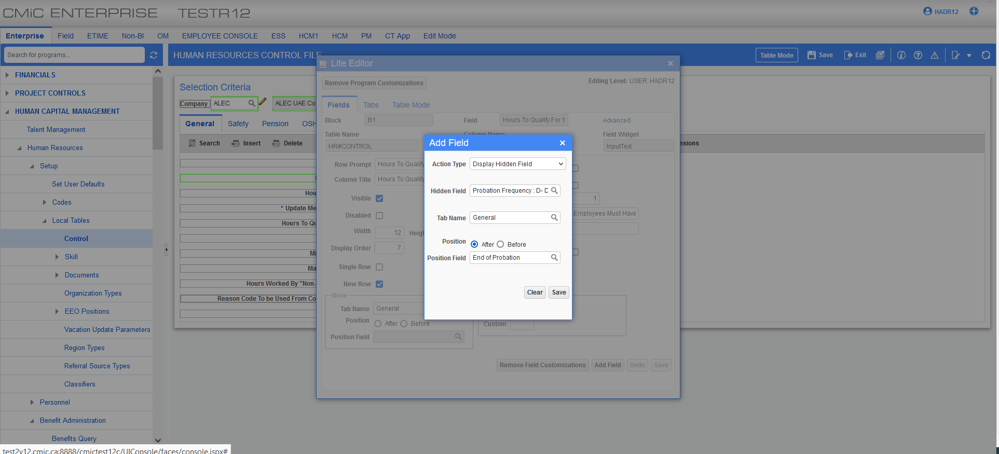 CMiC ENTERPRISE TESTR12
HADR12
Enterprise Field ETIME Non-BI OM EMPLOYEE CONSOLE ESS HCM1 HCM PM CT App Edit Mode
Search for programs...
HUMAN RESOURCES CONTROL FILE
Table Mode Save Exit
FINANCIALS
PROJECT CONTROLS
HUMAN CAPITAL MANAGEMENT
Talent Management
Human Resources
Setup
Set User Defaults
Codes
Local Tables
Control
Skill
Documents
Organization Types
EEO Positions
Vacation Update Parameters
Region Types
Referral Source Types
Classifiers
Personnel
Benefit Administration
Benefits Query
test2v12.cmic.ca:8888/cmictest12c/UIConsole/faces/console.jspx#
Selection Criteria
Company ALEC ALEC UAE Co
General Safety Pension OSH
Search Insert Delete
nsions
Hou
* Update Me
Hours To Qu
Mi
Ma
Hours Worked By "Non-
Reason Code To be Used From Co
Lite Editor
Remove Program Customizations
Editing Level: USER HADR12
Fields Tabs Table Mode
Block B1 Field Hours To Qualify For Y Advanced
Table Name Column Name Field Widget
HR#CONTROL InputText
Row Prompt Hours To Qualify
Column Title Hours To Qualify
Visible
1
Disabled
Employees Must Have
Width 12 Heigh
Display Order 7
Single Row
New Row
Move
Tab Name General
Position After Before
Custom
Position Field
Remove Field Customizations Add Field Undo Save
Add Field
Action Type Display Hidden Field
Hidden Field Probation Frequency : D- D
Tab Name General
Position After Before
Position Field End of Probation
Clear Save